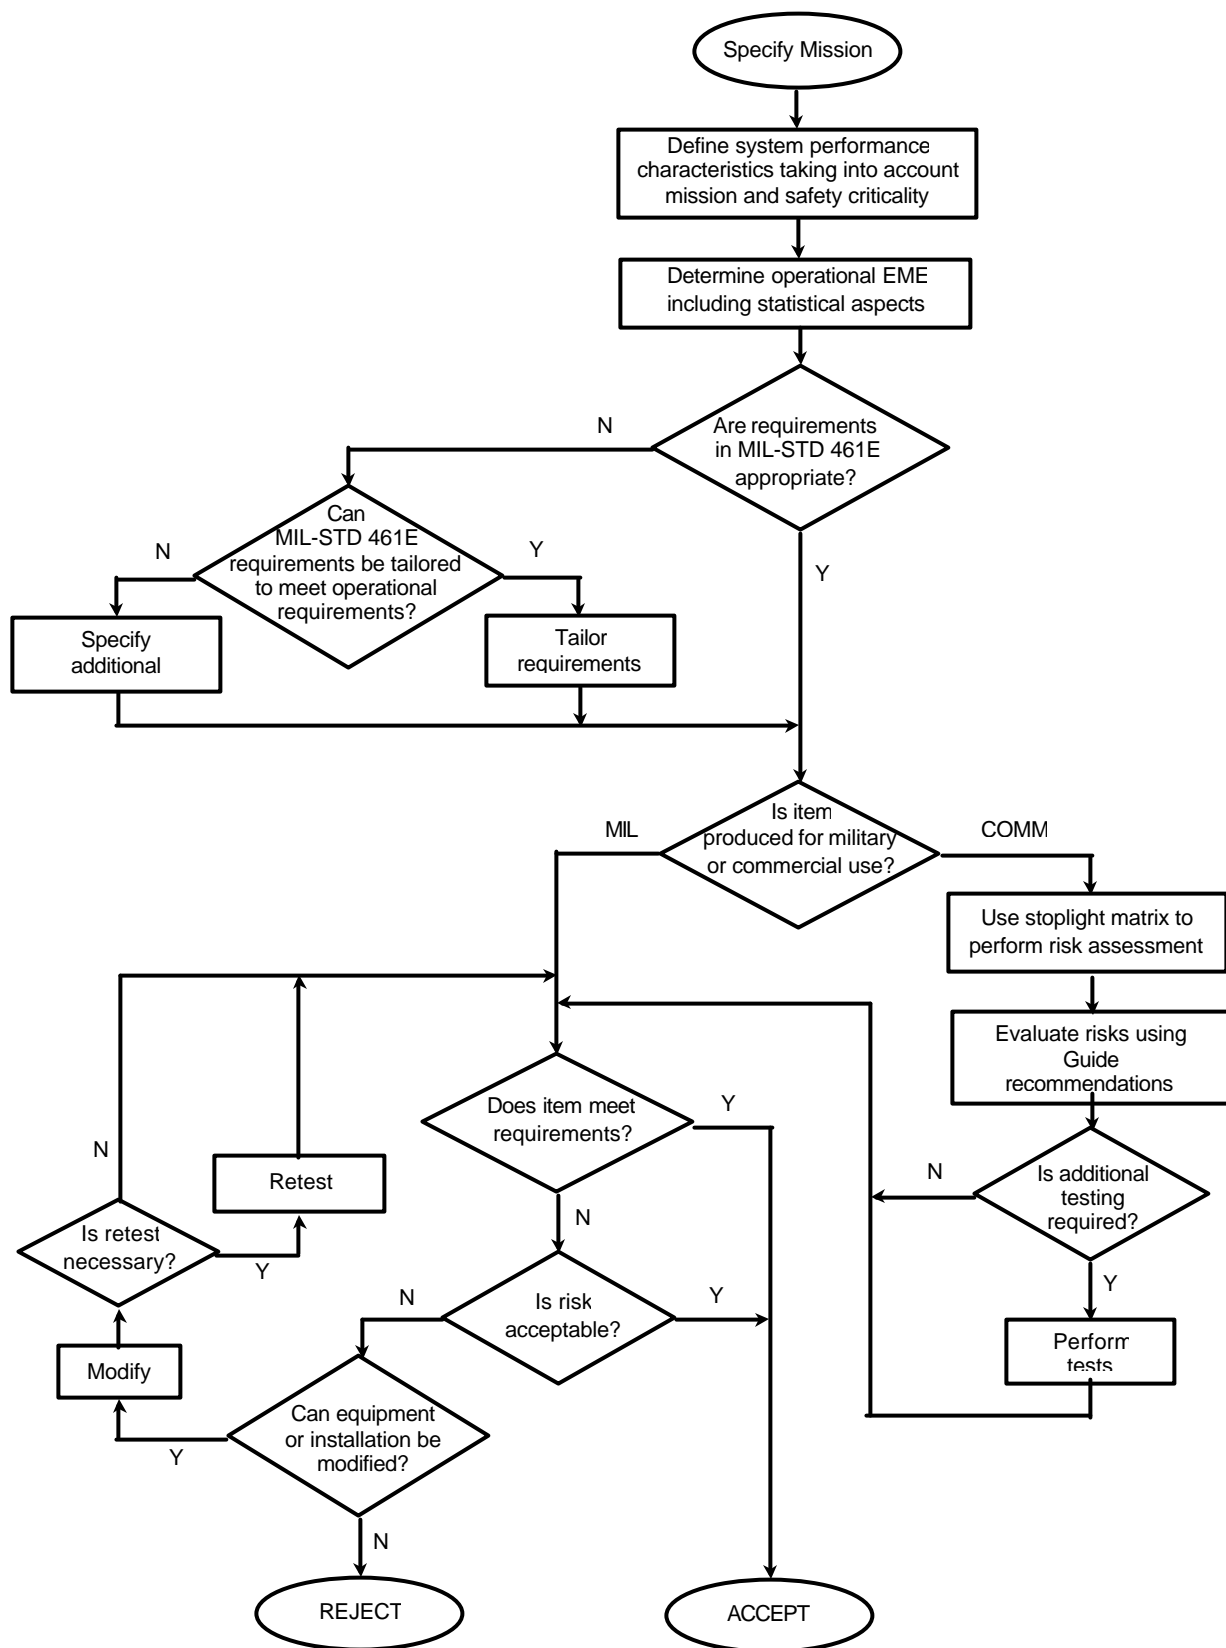 Specify Mission
Define system performance
characteristics taking into account
mission and safety criticality
Determine operational EME
including statistical aspects
Are requirements
in MIL-STD 461E
appropriate?
N
Y
Can
MIL-STD 461E
requirements be tailored
to meet operational
requirements?
N
Y
Specify
additional
Tailor
requirements
Is item
produced for military
or commercial use?
MIL
COMM
Use stoplight matrix to
perform risk assessment
Evaluate risks using
Guide
recommendations
Does item meet
requirements?
Y
N
Is additional
testing
required?
N
Y
Perform
tests
Retest
N
Is retest
necessary?
Y
Is risk
acceptable?
N
Y
Modify
Can equipment
or installation be
modified?
Y
N
REJECT
ACCEPT